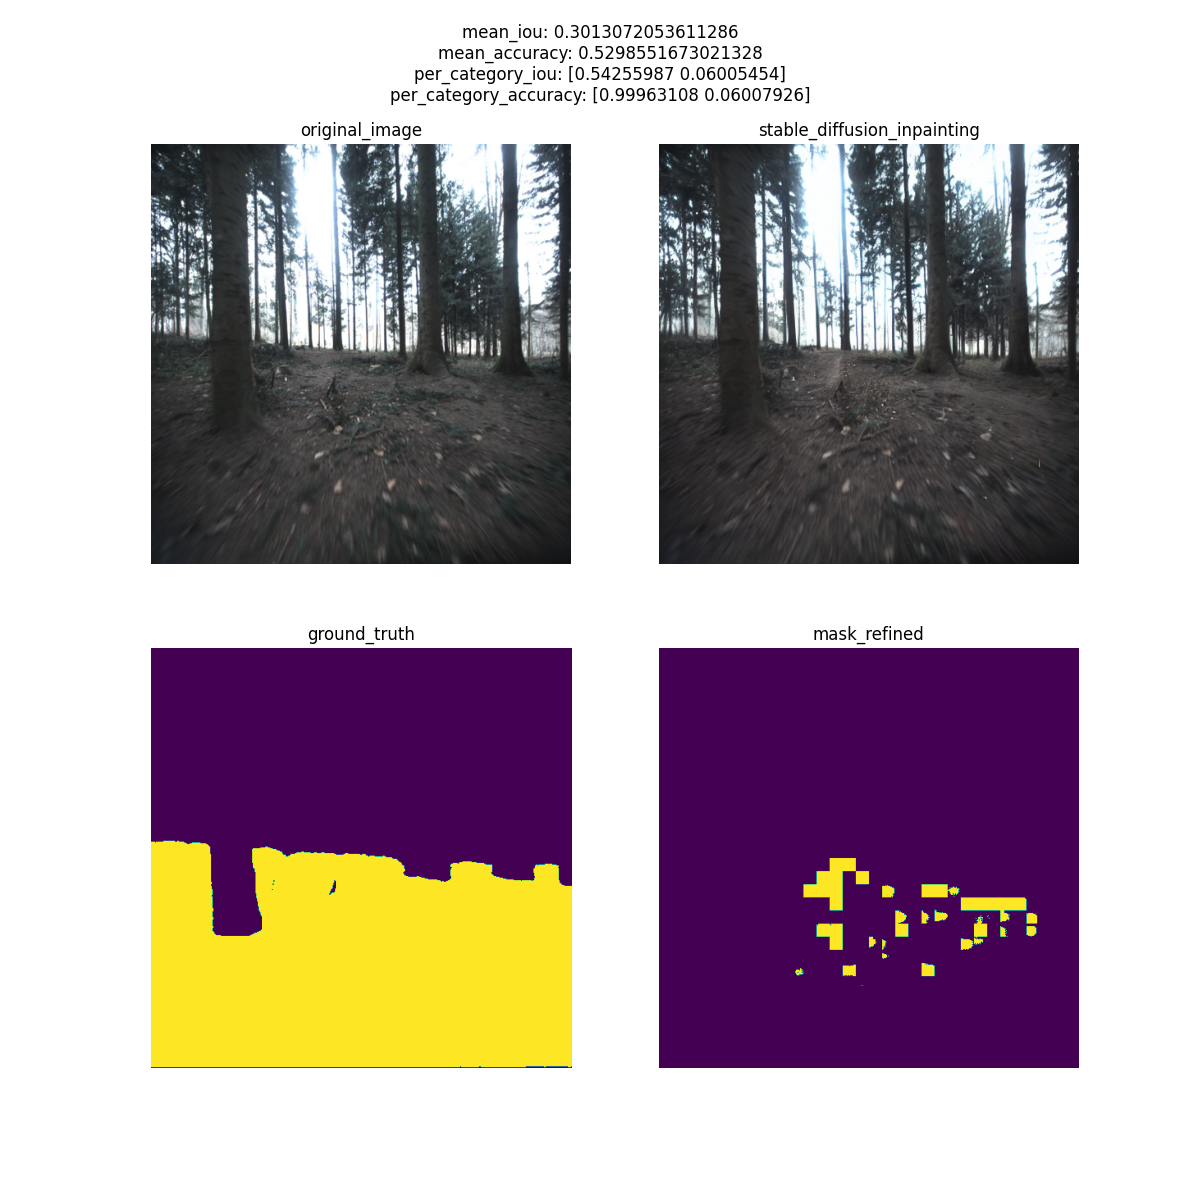 mean_iou: 0.3013072053611286
mean_accuracy: 0.5298551673021328
per_category_iou: [0.54255987 0.06005454]
per_category_accuracy: [0.99963108 0.06007926]
original_image
stable_diffusion_inpainting
ground_truth
mask_refined